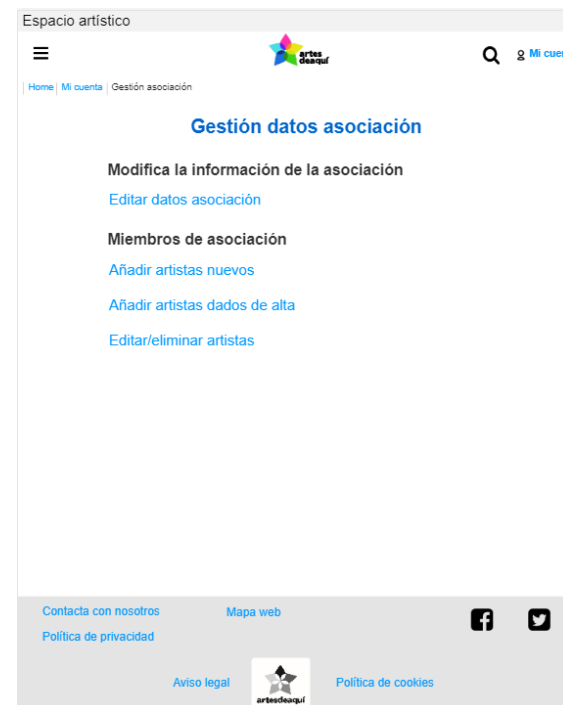 Espacio artístico
artes
deaquí
Mi cuen
Home Mi cuenta Gestión asociación
Gestión datos asociación
Modifica la información de la asociación
Editar datos asociación
Miembros de asociación
Añadir artistas nuevos
Añadir artistas dados de alta
Editar/eliminar artistas
Contacta con nosotros Mapa web
Política de privacidad
Aviso legal Política de cookies
artesdeaquí